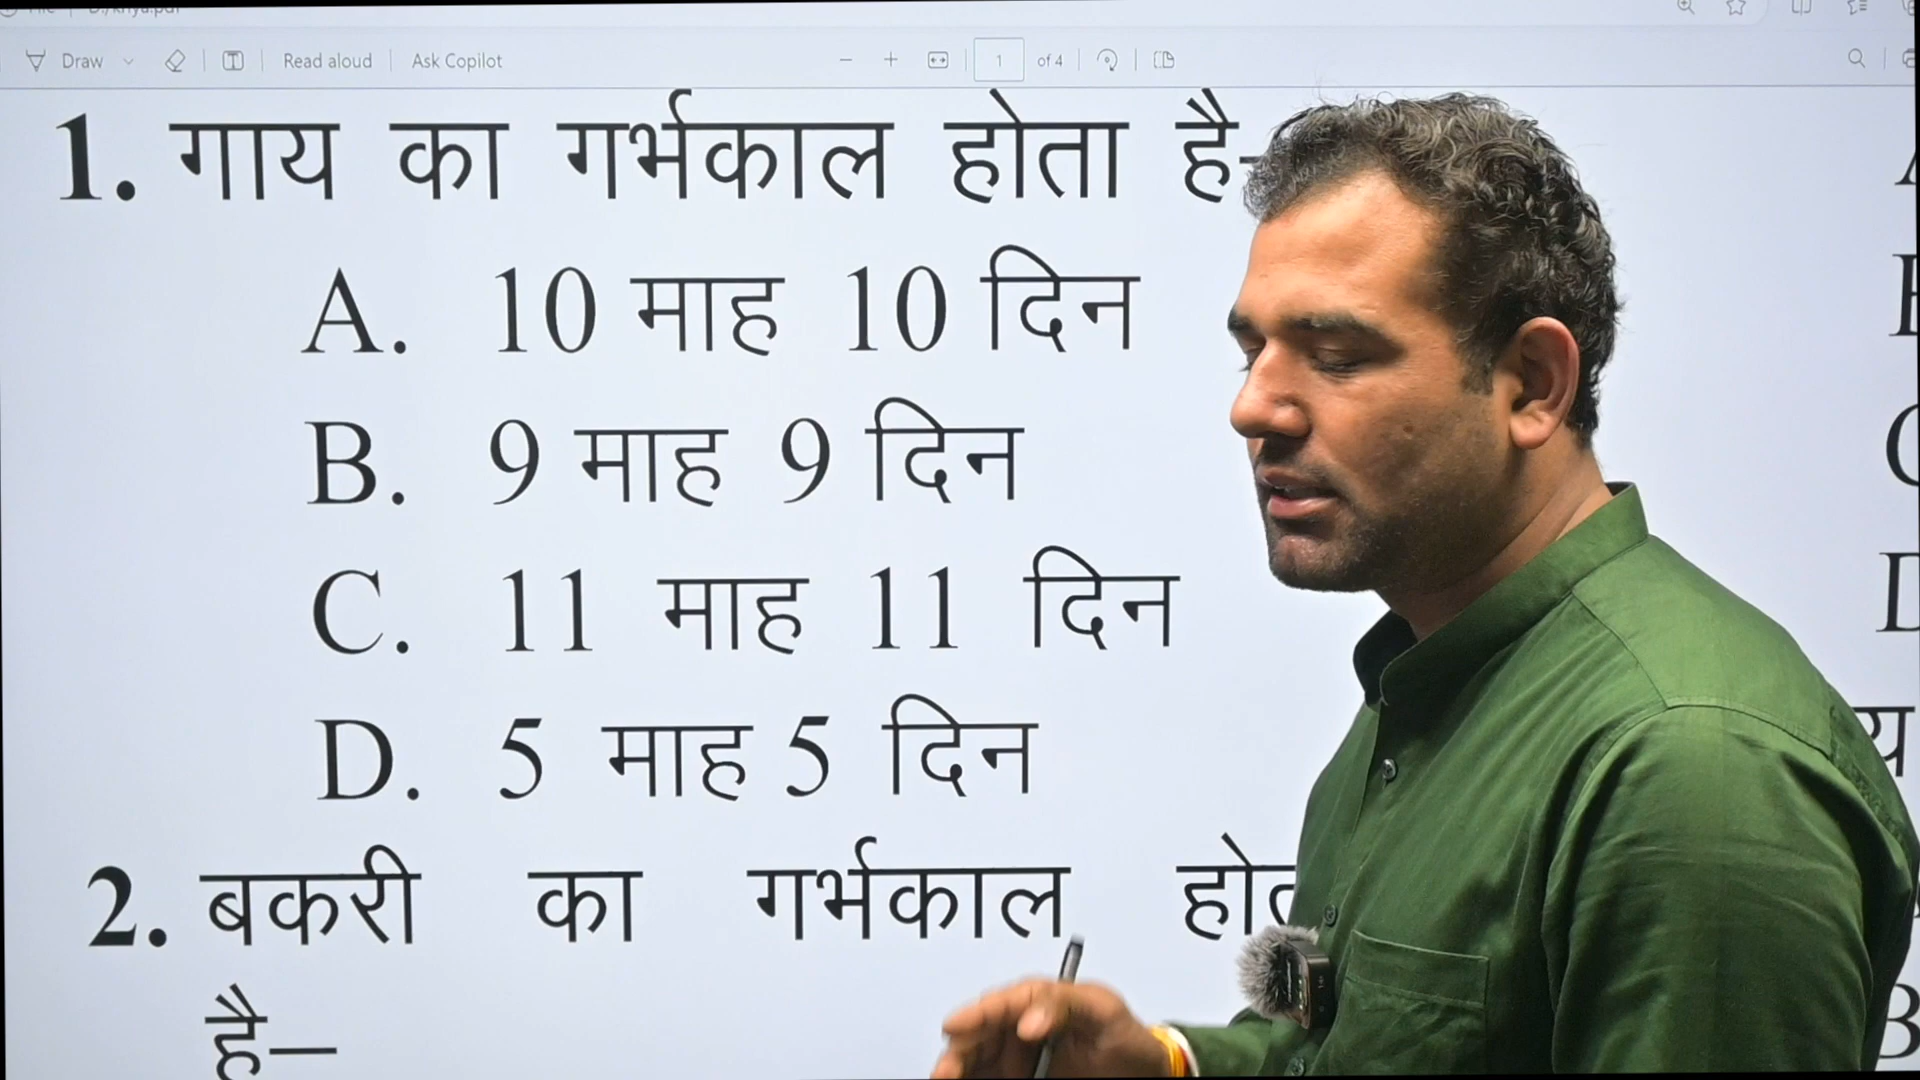 Draw
Read aloud
Ask Copilot
1 of 4
1. गाय का गर्भकाल होता है-
A. 10 माह 10 दिन
B. 9 माह 9 दिन
C. 11 माह 11 दिन
D. 5 माह 5 दिन
2. बकरी का गर्भकाल
है–